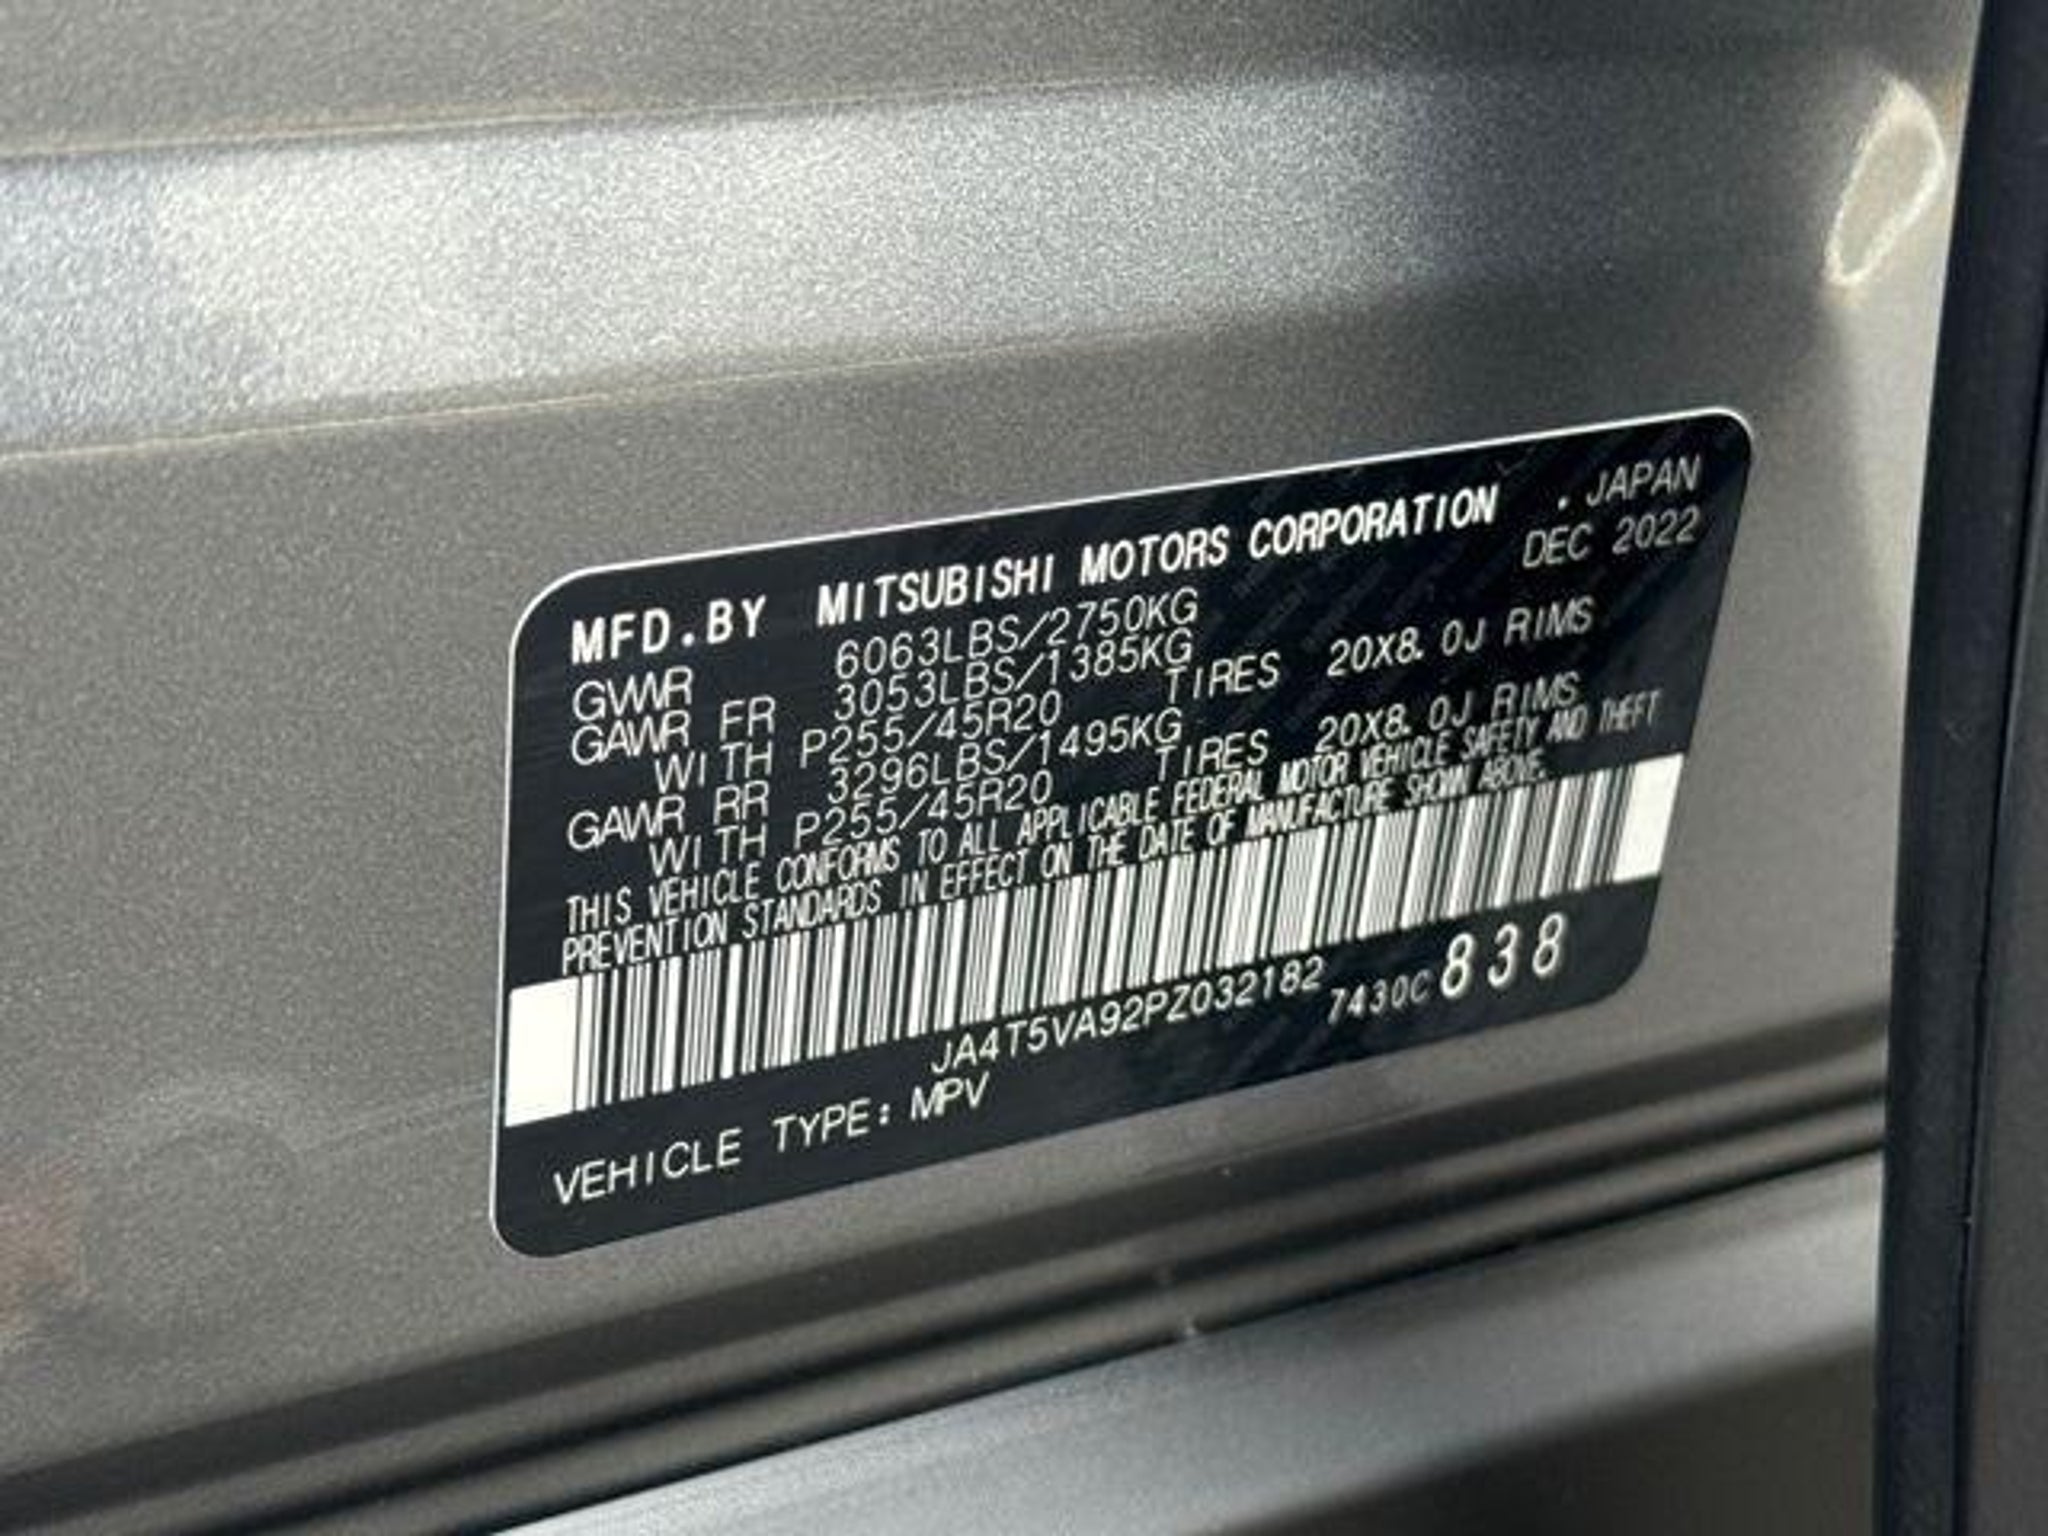 MFD.BY MITSUBISHI MOTORS CORPORATION . JAPAN
DEC 2022
GVWR 6063LBS/2750KG
GAWR FR 3053LBS/1385KG
WITH P255/45R20 TIRES 20X8.0J RIMS
GAWR RR 3296LBS/1495KG
WITH P255/45R20 TIRES 20X8.0J RIMS
THIS VEHICLE CONFORMS TO ALL APPLICABLE FEDERAL MOTOR VEHICLE SAFETY AND THEFT
PREVENTION STANDARDS IN EFFECT ON THE DATE OF MANUFACTURE SHOWN ABOVE.
JA4T5VA92PZ032182 7430C 838
VEHICLE TYPE: MPV